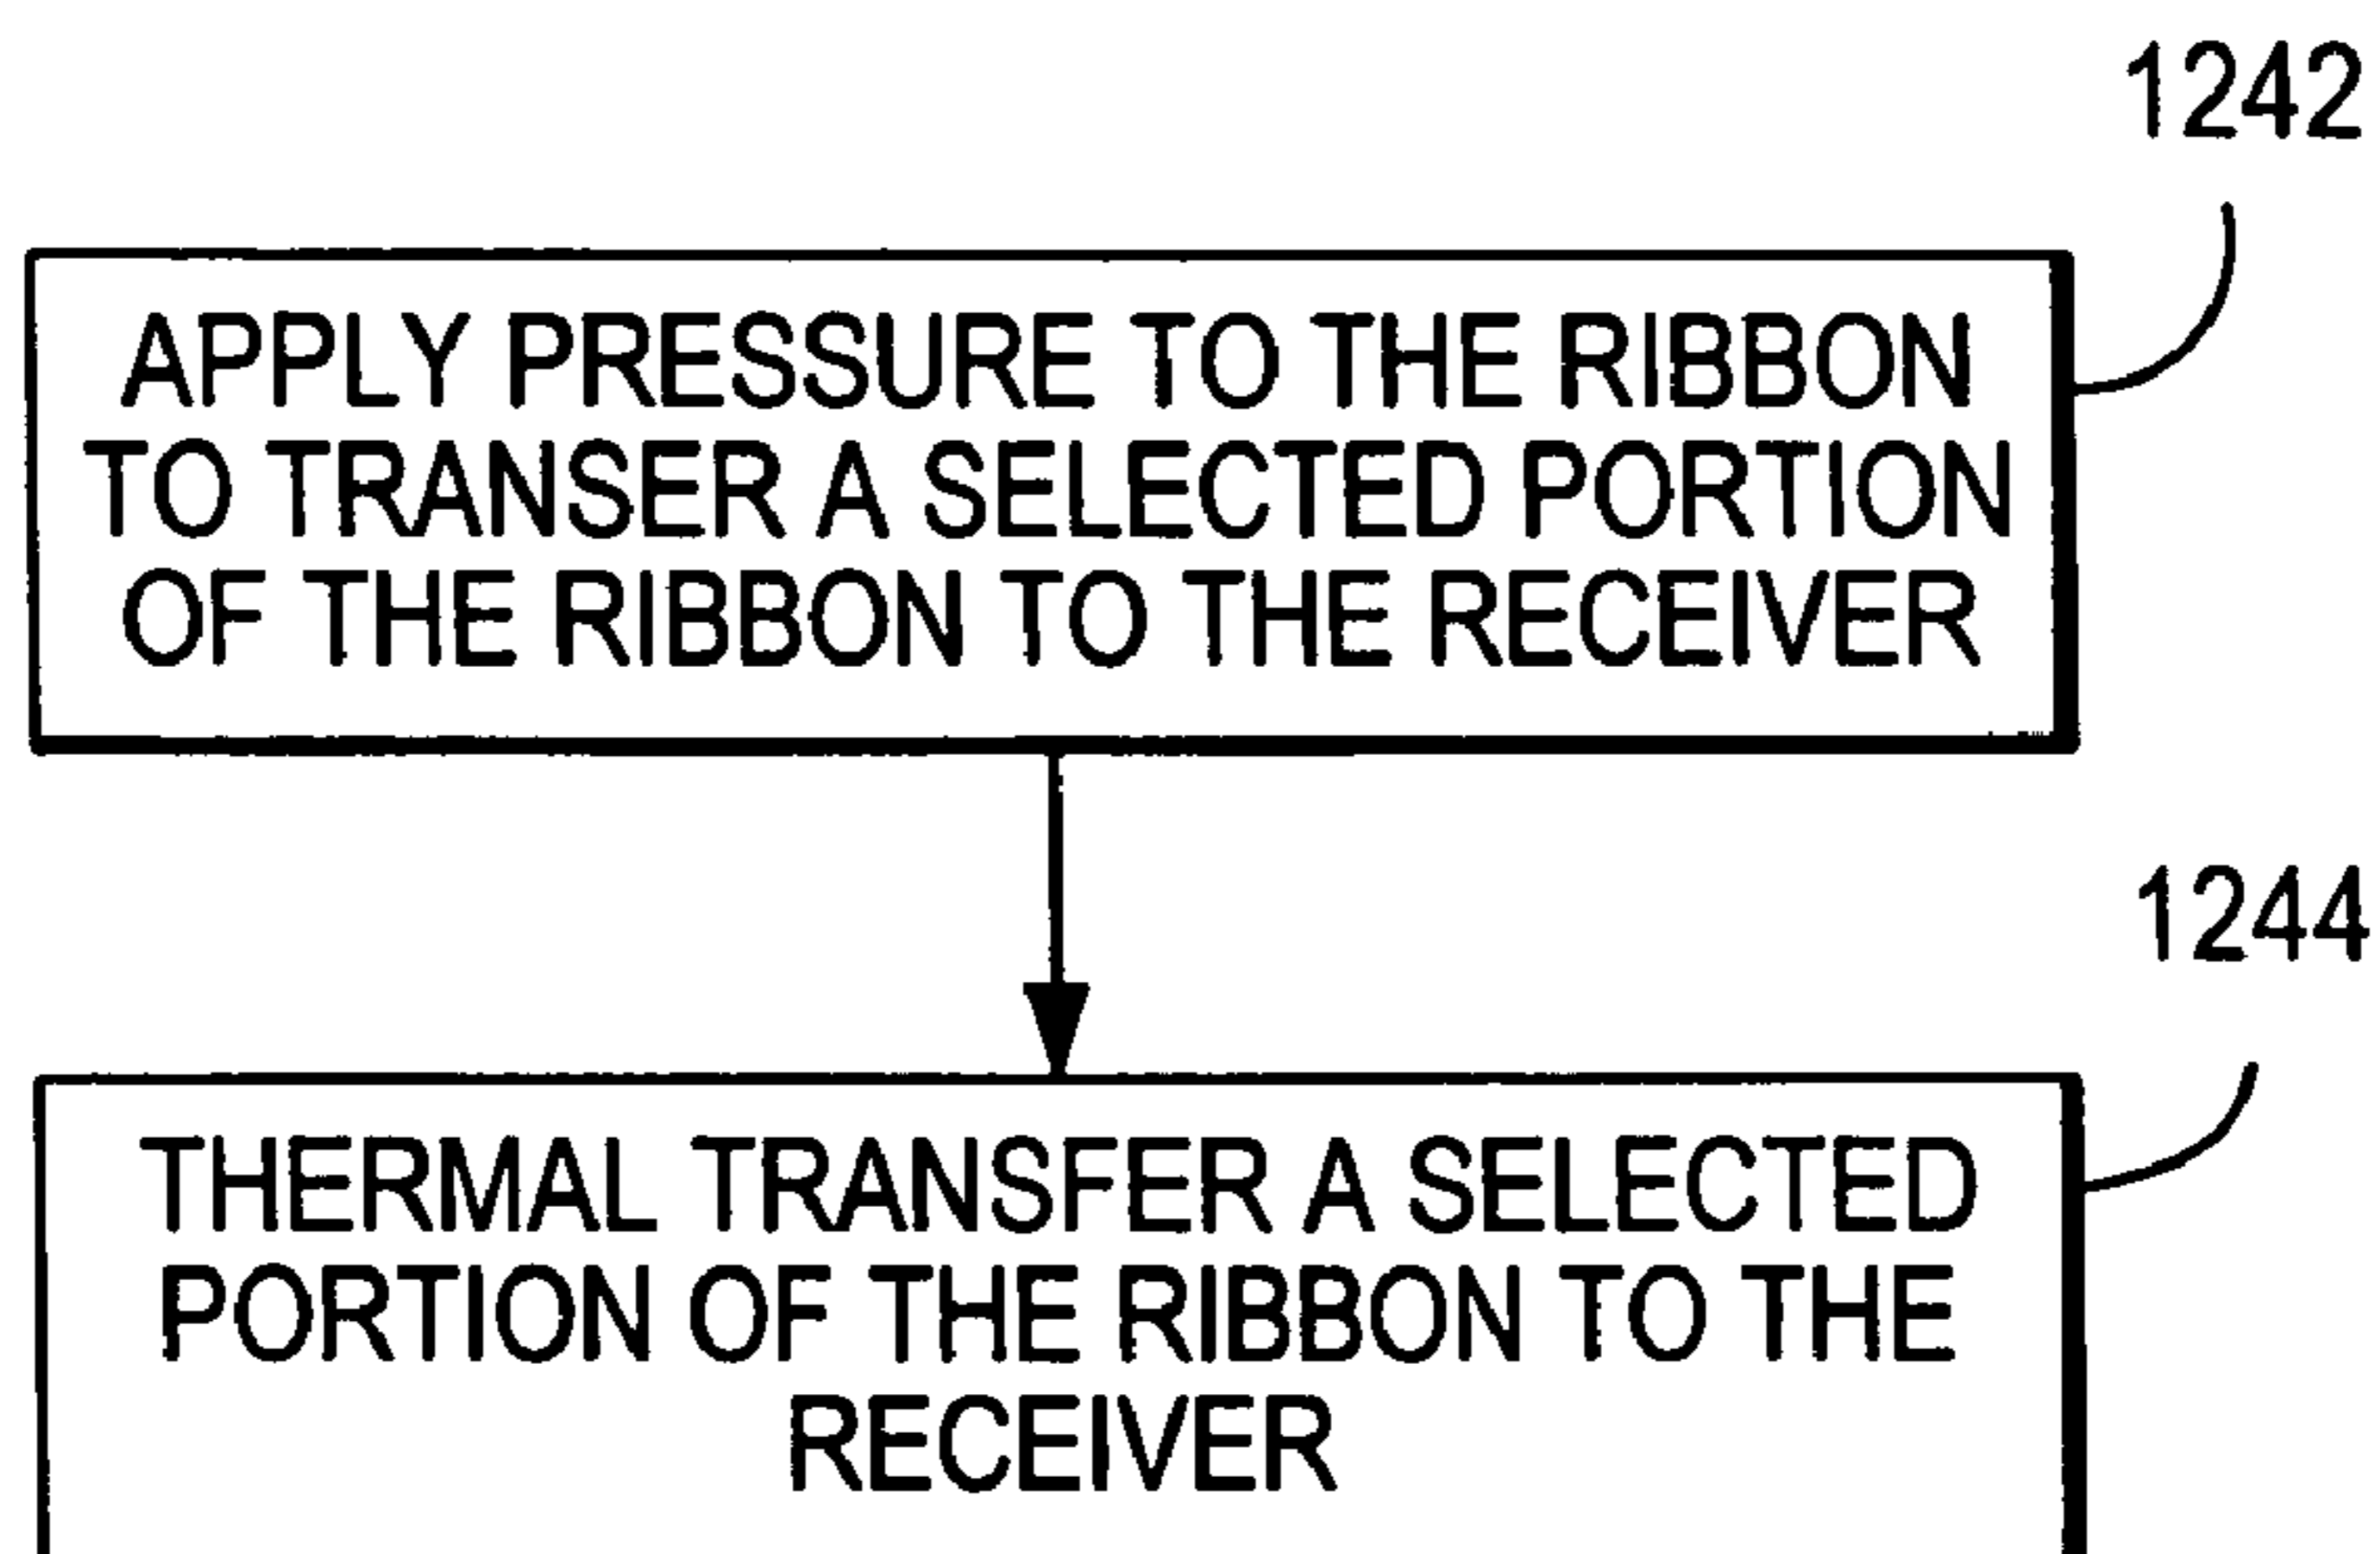 1242
APPLY PRESSURE TO THE RIBBON
TO TRANSER A SELECTED PORTION
OF THE RIBBON TO THE RECEIVER
1244
THERMAL TRANSFER A SELECTED
PORTION OF THE RIBBON TO THE
RECEIVER